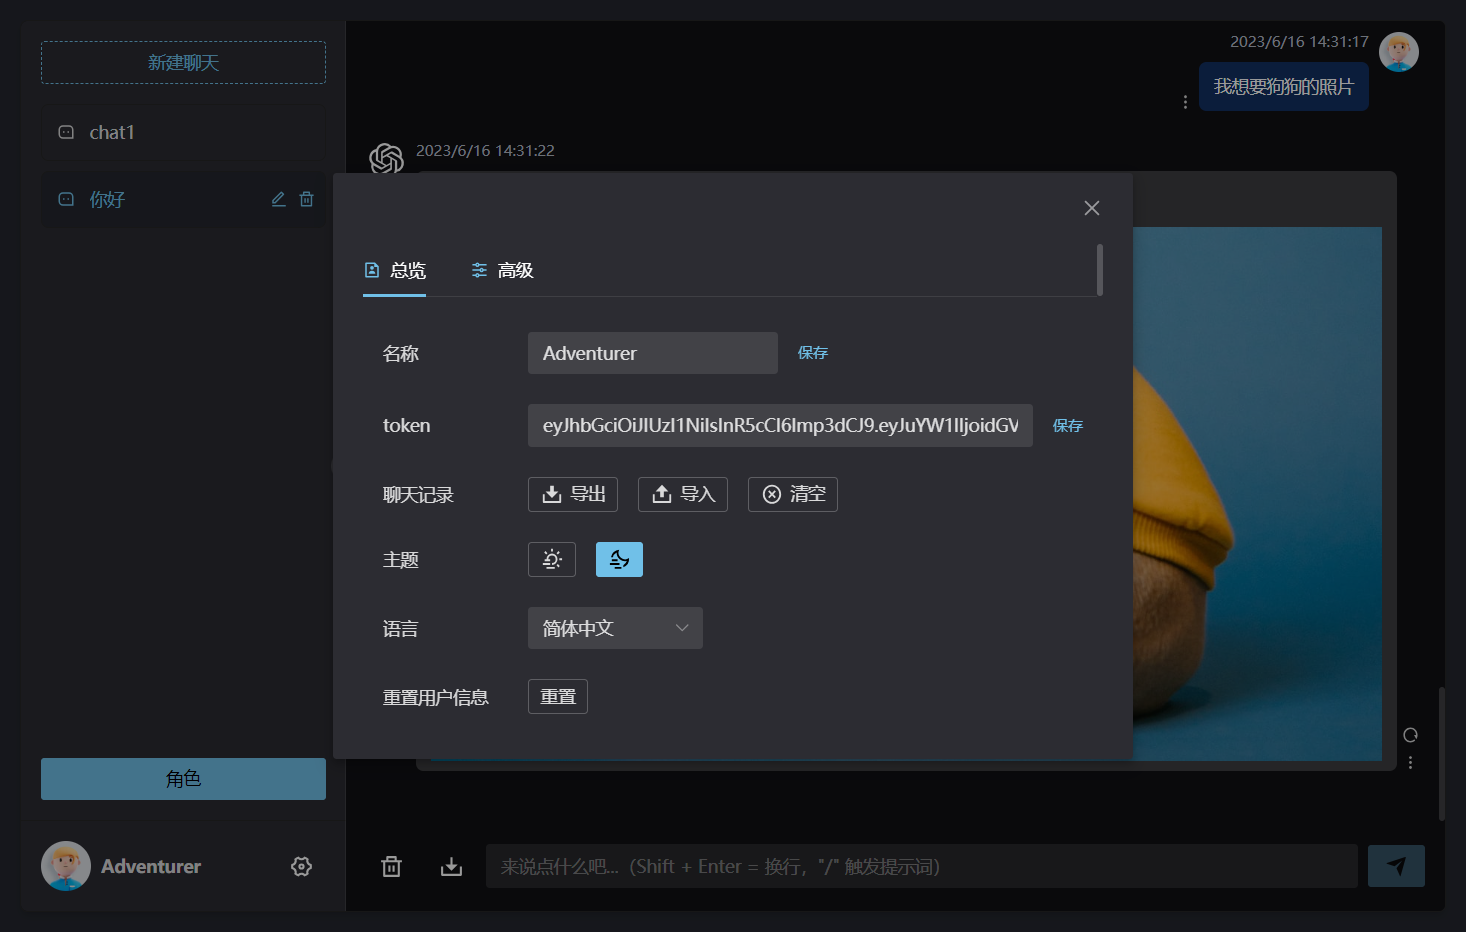 新建聊天
chat1
你好
角色
Adventurer
2023/6/16 14:31:17
我想要狗狗的照片
2023/6/16 14:31:22
总览
高级
名称
Adventurer
保存
token
eyJhbGciOiJIUzI1NiIsInR5cCI6Imp3dCJ9.eyJuYW1lIjoidGV
保存
聊天记录
导出
导入
清空
主题
语言
简体中文
重置用户信息
重置
来说点什么吧...（Shift + Enter = 换行，"/" 触发提示词）